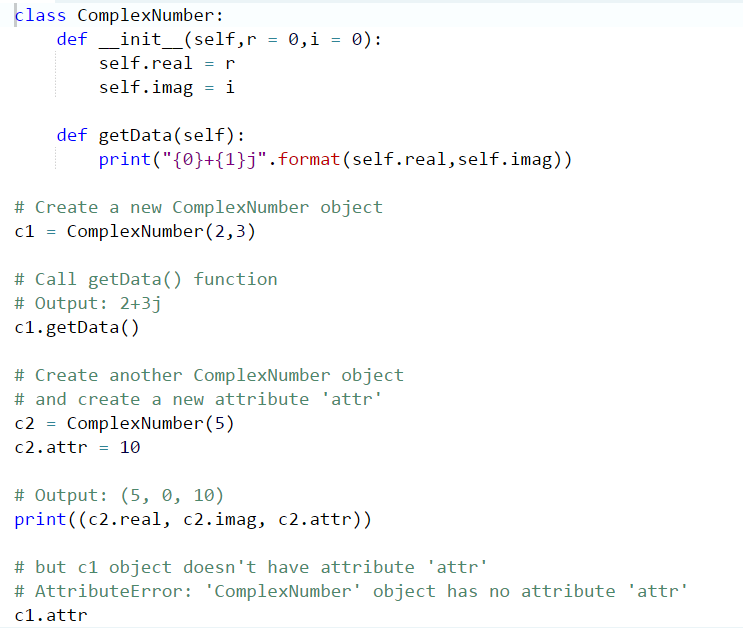 class ComplexNumber:
    def __init__(self,r = 0,i = 0):
        self.real = r
        self.imag = i

    def getData(self):
        print("{0}+{1}j".format(self.real,self.imag))

# Create a new ComplexNumber object
c1 = ComplexNumber(2,3)

# Call getData() function
# Output: 2+3j
c1.getData()

# Create another ComplexNumber object
# and create a new attribute 'attr'
c2 = ComplexNumber(5)
c2.attr = 10

# Output: (5, 0, 10)
print((c2.real, c2.imag, c2.attr))

# but c1 object doesn't have attribute 'attr'
# AttributeError: 'ComplexNumber' object has no attribute 'attr'
c1.attr